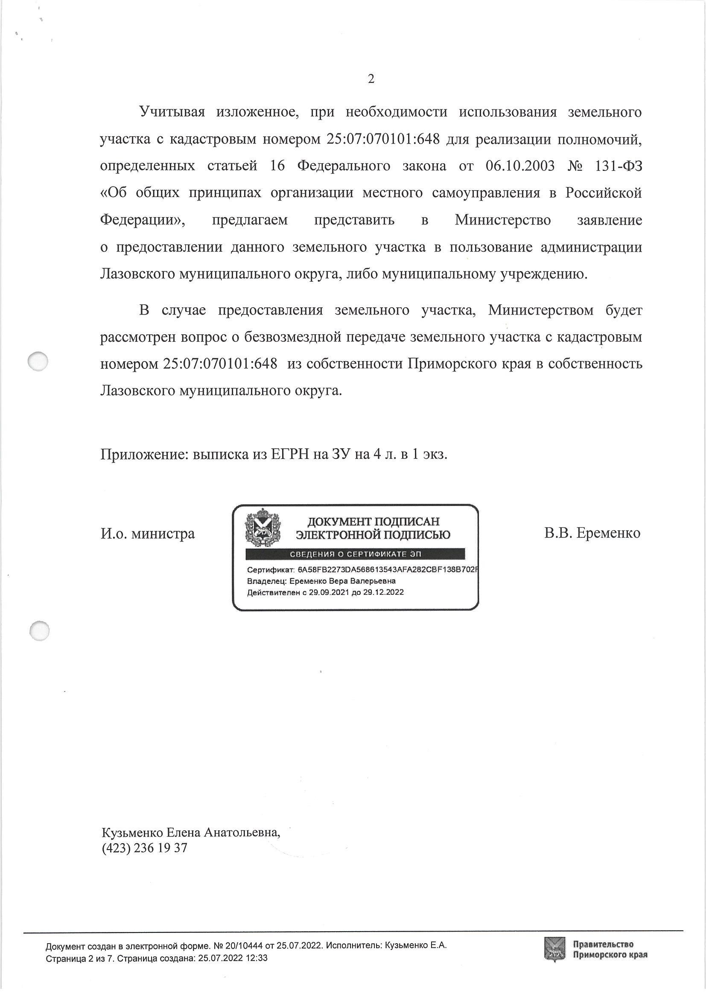 2
Учитывая изложенное, при необходимости использования земельного
участка с кадастровым номером 25:07:070101:648 для реализации полномочий,
определенных статьей 16 Федерального закона от 06.10.2003 № 131-ФЗ
«Об общих принципах организации местного самоуправления в Российской
Федерации», предлагаем представить в Министерство заявление
о предоставлении данного земельного участка в пользование администрации
Лазовского муниципального округа, либо муниципальному учреждению.
В случае предоставления земельного участка, Министерством будет
рассмотрен вопрос о безвозмездной передаче земельного участка с кадастровым
номером 25:07:070101:648 из собственности Приморского края в собственность
Лазовского муниципального округа.
Приложение: выписка из ЕГРН на ЗУ на 4 л. в 1 экз.
И.о. министра
ДОКУМЕНТ ПОДПИСАН
ЭЛЕКТРОННОЙ ПОДПИСЬЮ
СВЕДЕНИЯ О СЕРТИФИКАТЕ ЭП
Сертификат: 6A58FB2273DA568613543AFA282CBF138B702F
Владелец: Еременко Вера Валерьевна
Действителен с 29.09.2021 до 29.12.2022
В.В. Еременко
Кузьменко Елена Анатольевна,
(423) 236 19 37
Документ создан в электронной форме. № 20/10444 от 25.07.2022. Исполнитель: Кузьменко Е.А.
Страница 2 из 7. Страница создана: 25.07.2022 12:33
Правительство
Приморского края